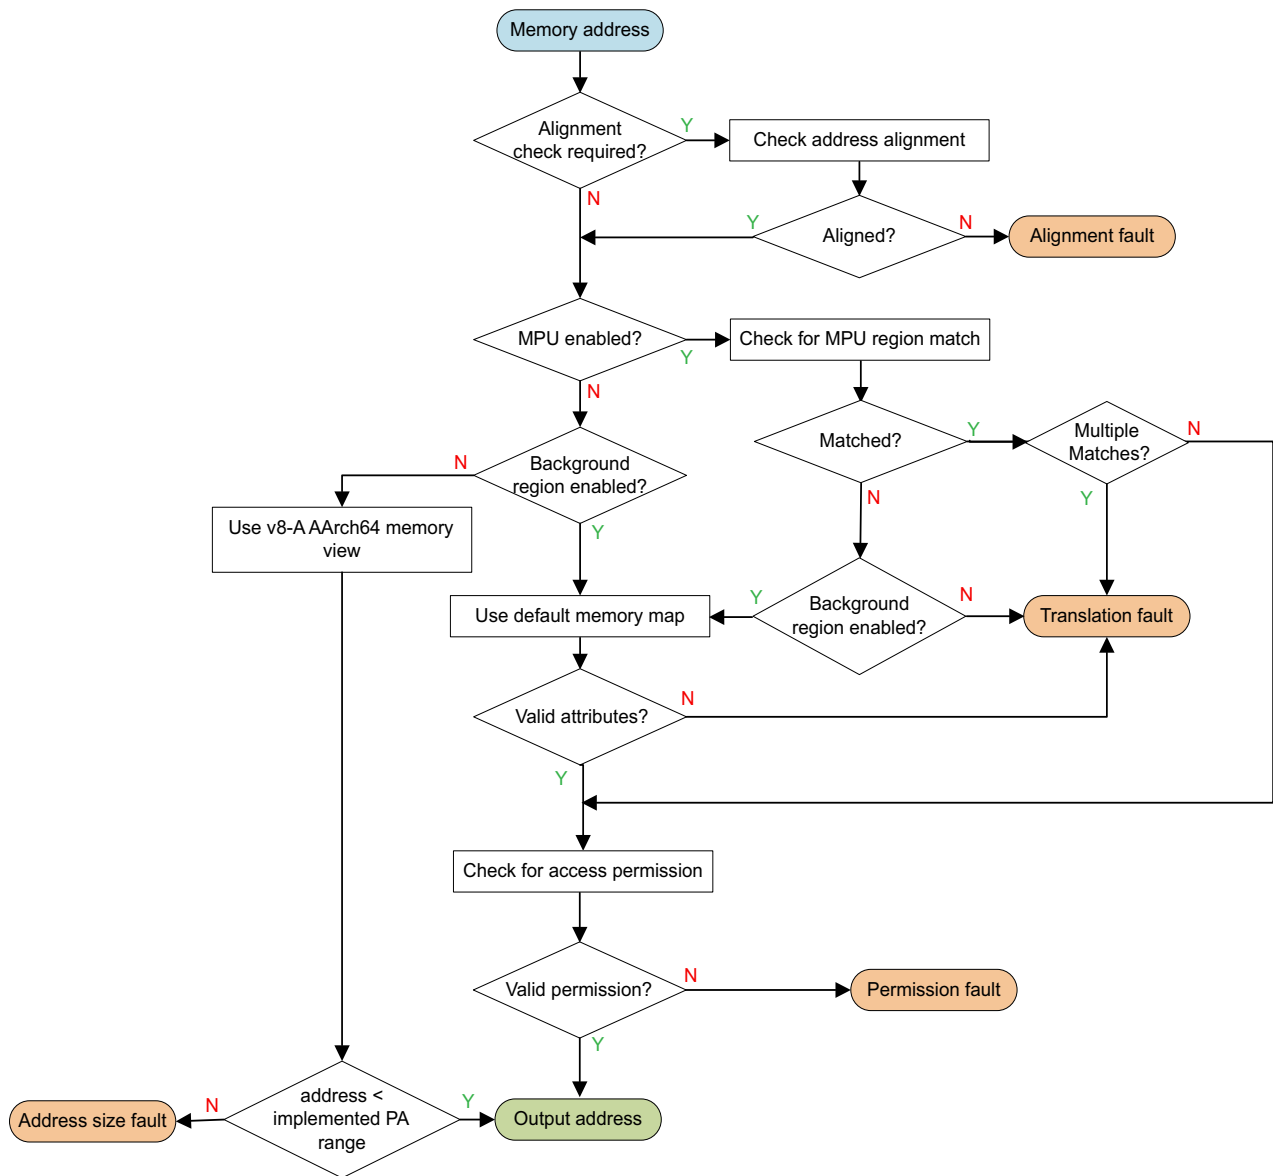 Memory address
Alignment
check required?
Y
Check address alignment
N
Y
Aligned?
N
Alignment fault
MPU enabled?
Y
Check for MPU region match
N
Matched?
Y
Multiple
Matches?
N
N
Background
region enabled?
N
Y
Use v8-A AArch64 memory
view
Y
Use default memory map
Y
Background
region enabled?
N
Translation fault
Valid attributes?
N
Y
Check for access permission
Valid permission?
N
Permission fault
Y
address <
implemented PA
range
N
Address size fault
Y
Output address